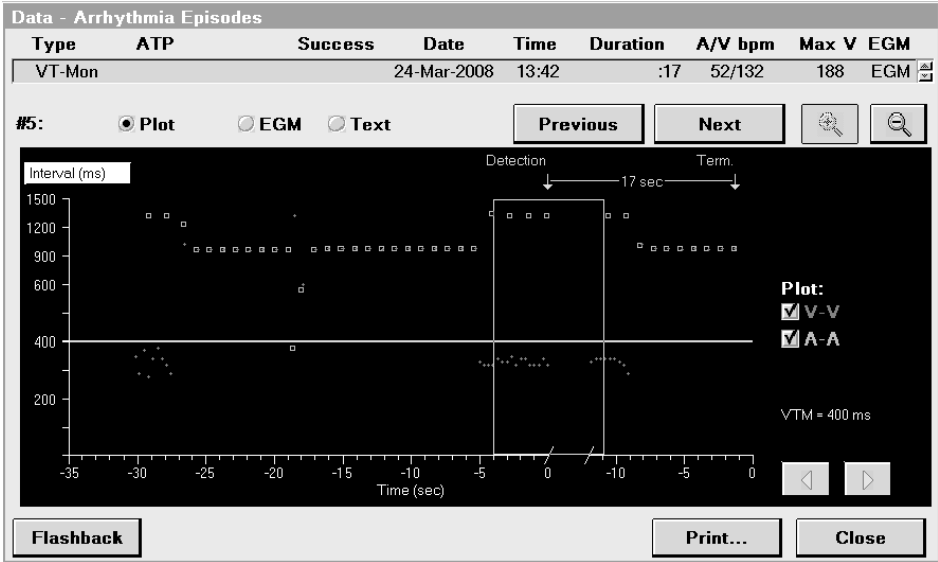 Data - Arrhythmia Episodes
Type ATP Success Date Time Duration A/V bpm Max V EGM
VT-Mon 24-Mar-2008 13:42 :17 52/132 188 EGM
#5: Plot EGM Text Previous Next
Detection Term.
Interval (ms) 17 sec
1500
1200
900
600
400
200
Plot:
V-V
A-A
VTM = 400 ms
-35 -30 -25 -20 -15 -10 -5 0 -10 -5 0
Time (sec)
Flashback Print... Close